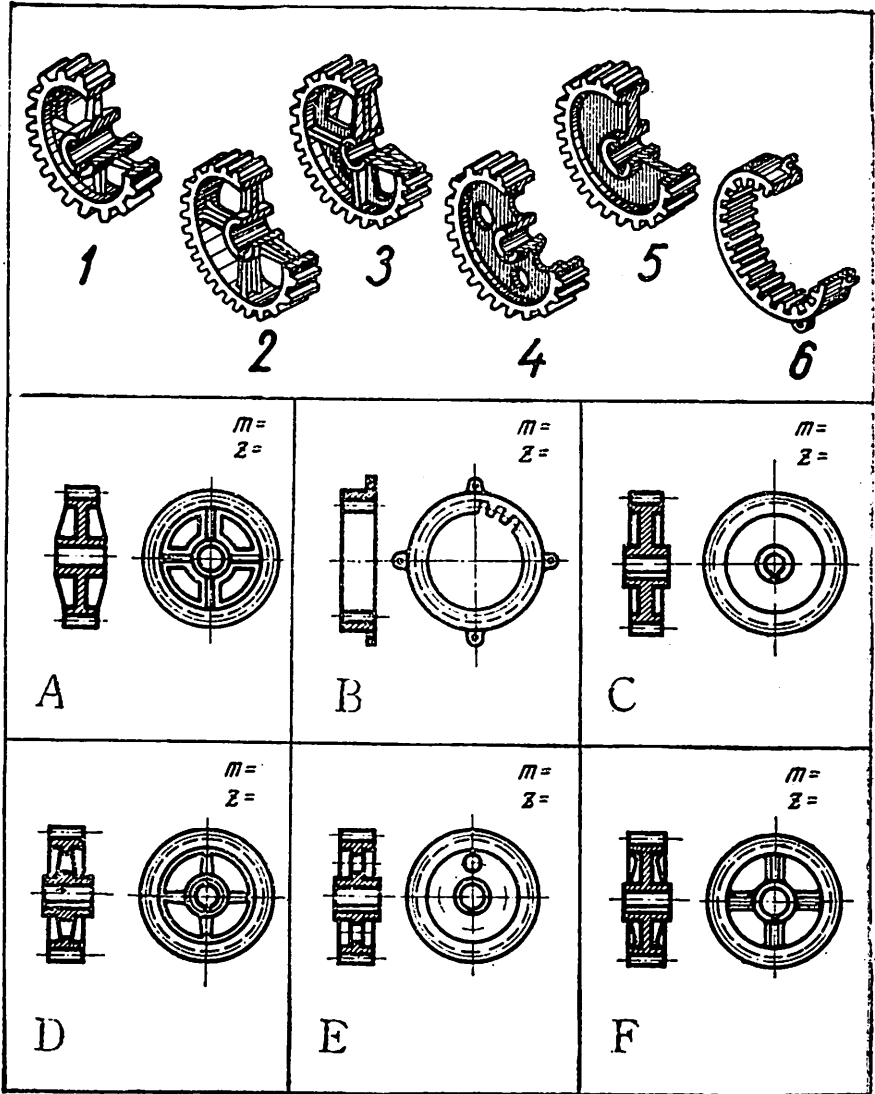 1
2
3
4
5
6
m=
z=
A
m=
z=
B
m=
z=
C
m=
z=
D
m=
z=
E
m=
z=
F